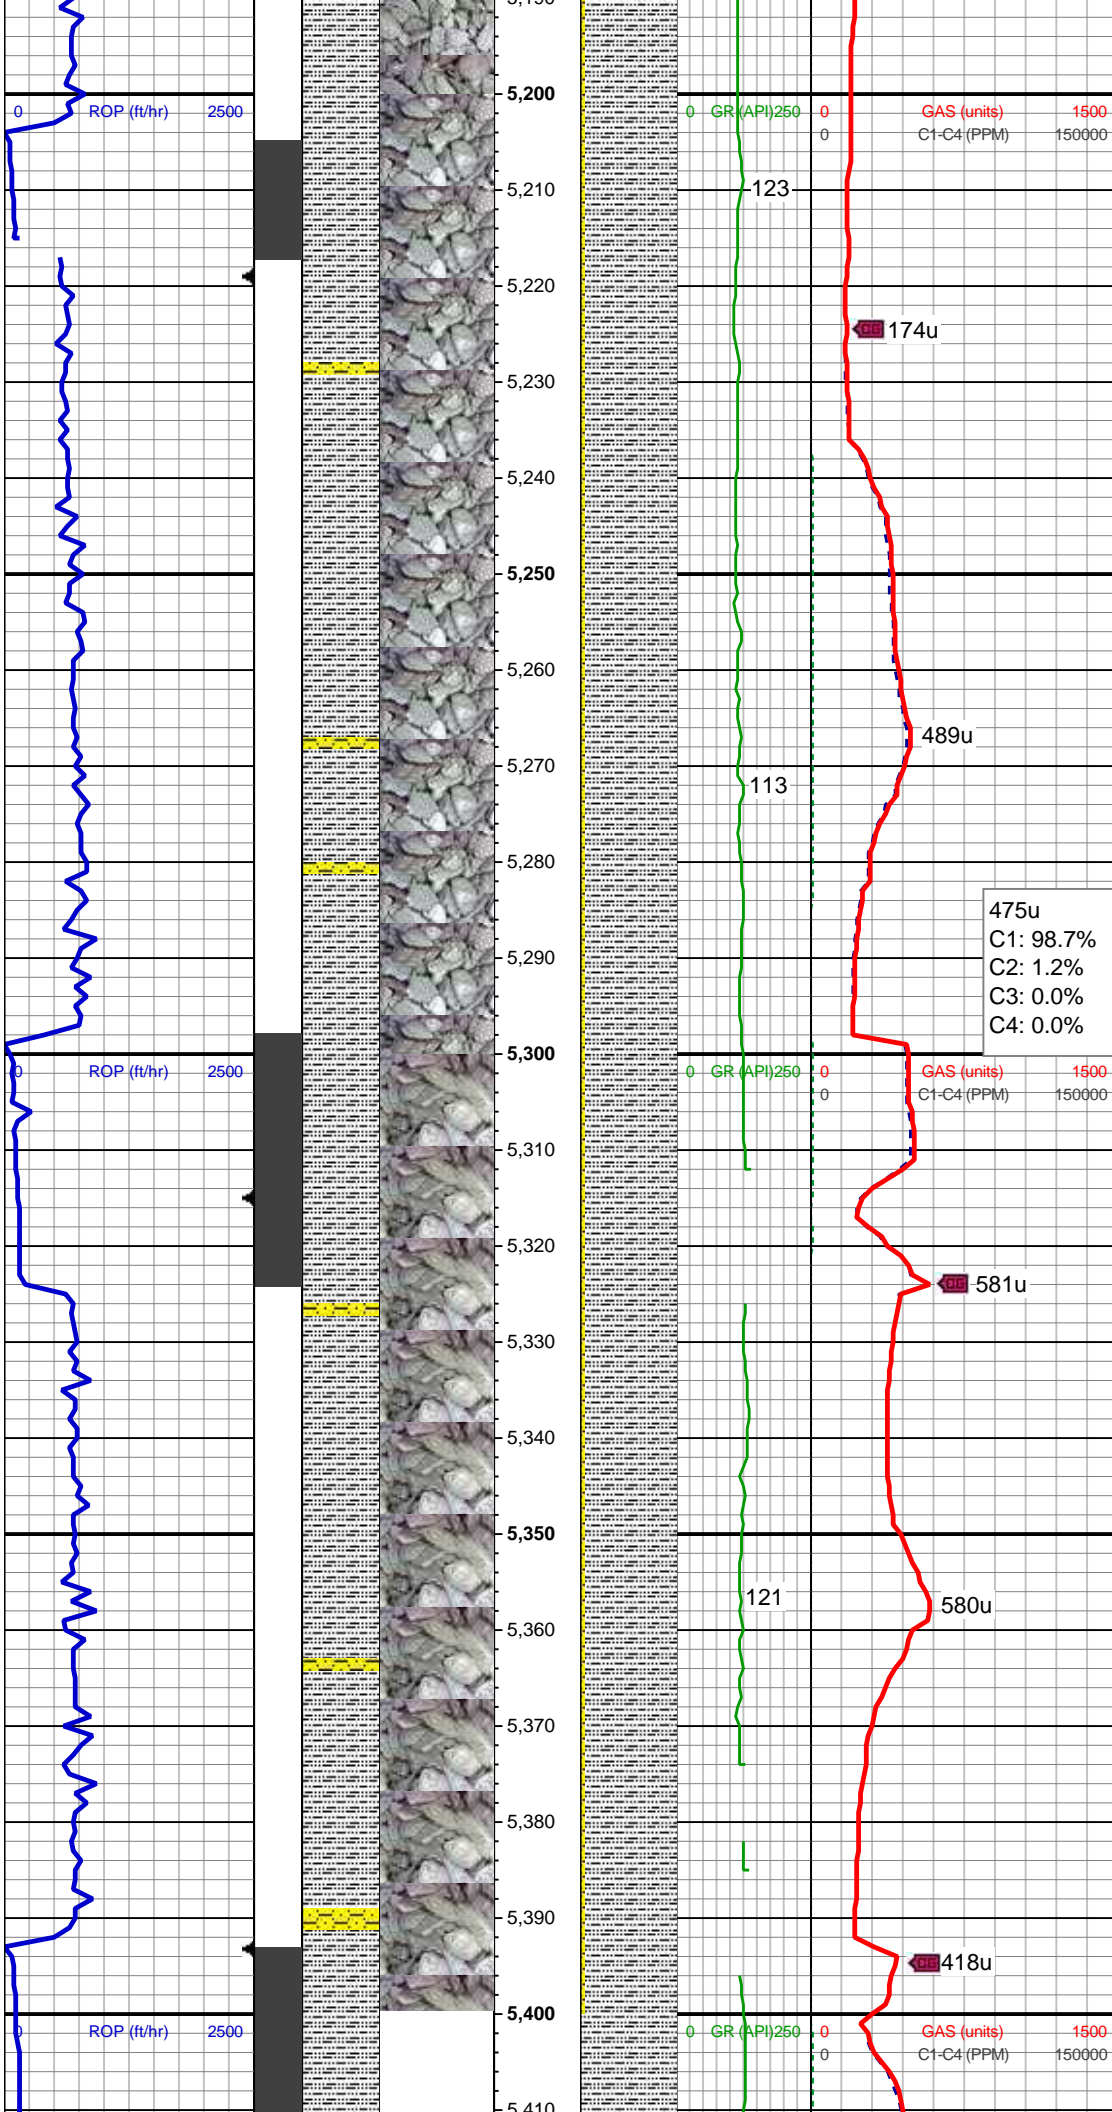 5,200
0 ROP (ft/hr) 2500 0 GR (API) 250 0 GAS (units) 1500
0 C1-C4 (PPM) 150000
5,210
123
5,220
CG 174u
5,230
5,240
5,250
5,260
489u
5,270
113
5,280
475u
C1: 98.7%
5,290
C2: 1.2%
C3: 0.0%
C4: 0.0%
5,300
0 ROP (ft/hr) 2500 0 GR (API) 250 0 GAS (units) 1500
0 C1-C4 (PPM) 150000
5,310
5,320
CG 581u
5,330
5,340
5,350
121
580u
5,360
5,370
5,380
5,390
CG 418u
5,400
0 ROP (ft/hr) 2500 0 GR (API) 250 0 GAS (units) 1500
0 C1-C4 (PPM) 150000
5,410